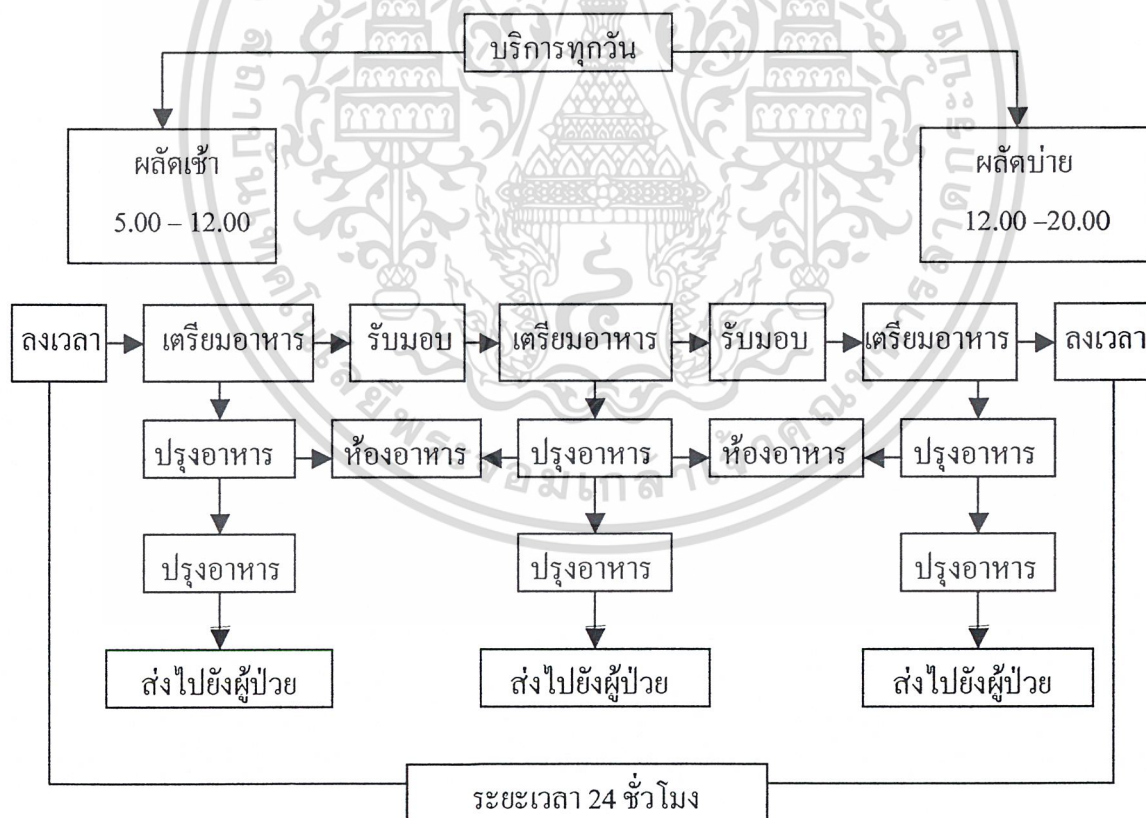 บริการทุกวัน
ผลัดเช้า
5.00 – 12.00
ผลัดบ่าย
12.00 –20.00
ลงเวลา
เตรียมอาหาร
รับมอบ
เตรียมอาหาร
รับมอบ
เตรียมอาหาร
ลงเวลา
ปรุงอาหาร
ห้องอาหาร
ปรุงอาหาร
ห้องอาหาร
ปรุงอาหาร
ปรุงอาหาร
ปรุงอาหาร
ปรุงอาหาร
ส่งไปยังผู้ป่วย
ส่งไปยังผู้ป่วย
ส่งไปยังผู้ป่วย
ระยะเวลา 24 ชั่วโมง